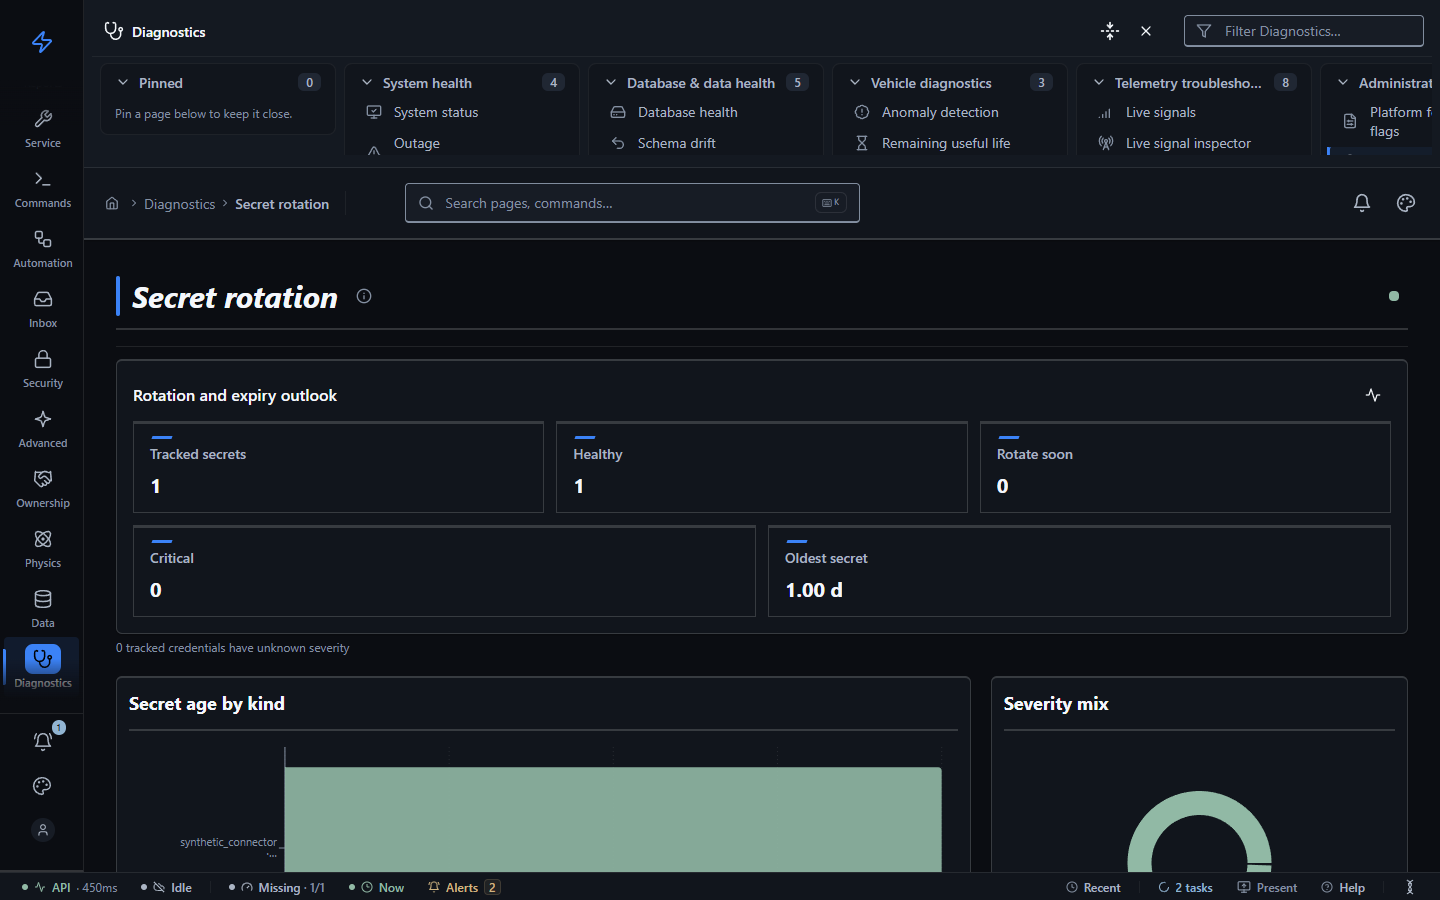 Diagnostics
Filter Diagnostics...
Pinned 0
Pin a page below to keep it close.
System health 4
System status
Outage
Database & data health 5
Database health
Schema drift
Vehicle diagnostics 3
Anomaly detection
Remaining useful life
Telemetry troublesho... 8
Live signals
Live signal inspector
Administrat
Platform f
flags
Service
Commands
Automation
Inbox
Security
Advanced
Ownership
Physics
Data
Diagnostics
1
Diagnostics
Secret rotation
Search pages, commands...
K
Secret rotation
Rotation and expiry outlook
Tracked secrets
1
Healthy
1
Rotate soon
0
Critical
0
Oldest secret
1.00 d
0 tracked credentials have unknown severity
Secret age by kind
synthetic_connector
-...
Severity mix
API · 450ms
Idle
Missing · 1/1
Now
Alerts 2
Recent
2 tasks
Present
Help